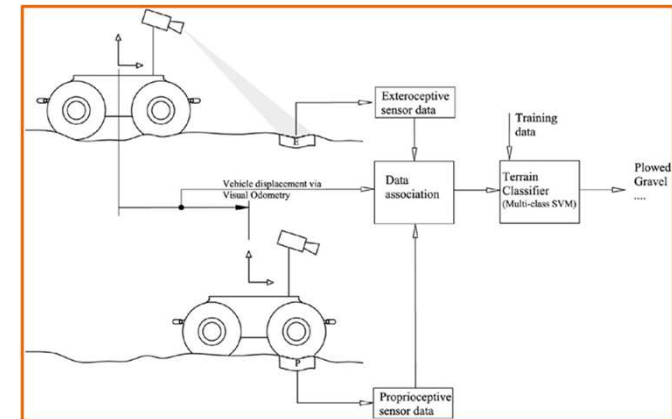 Exteroceptive
sensor data
E
Training
data
Vehicle displacement via
Visual Odometry
Data
association
Terrain
Classifier
(Multi-class SVM)
Plowed
Gravel
....
P
Proprioceptive
sensor data